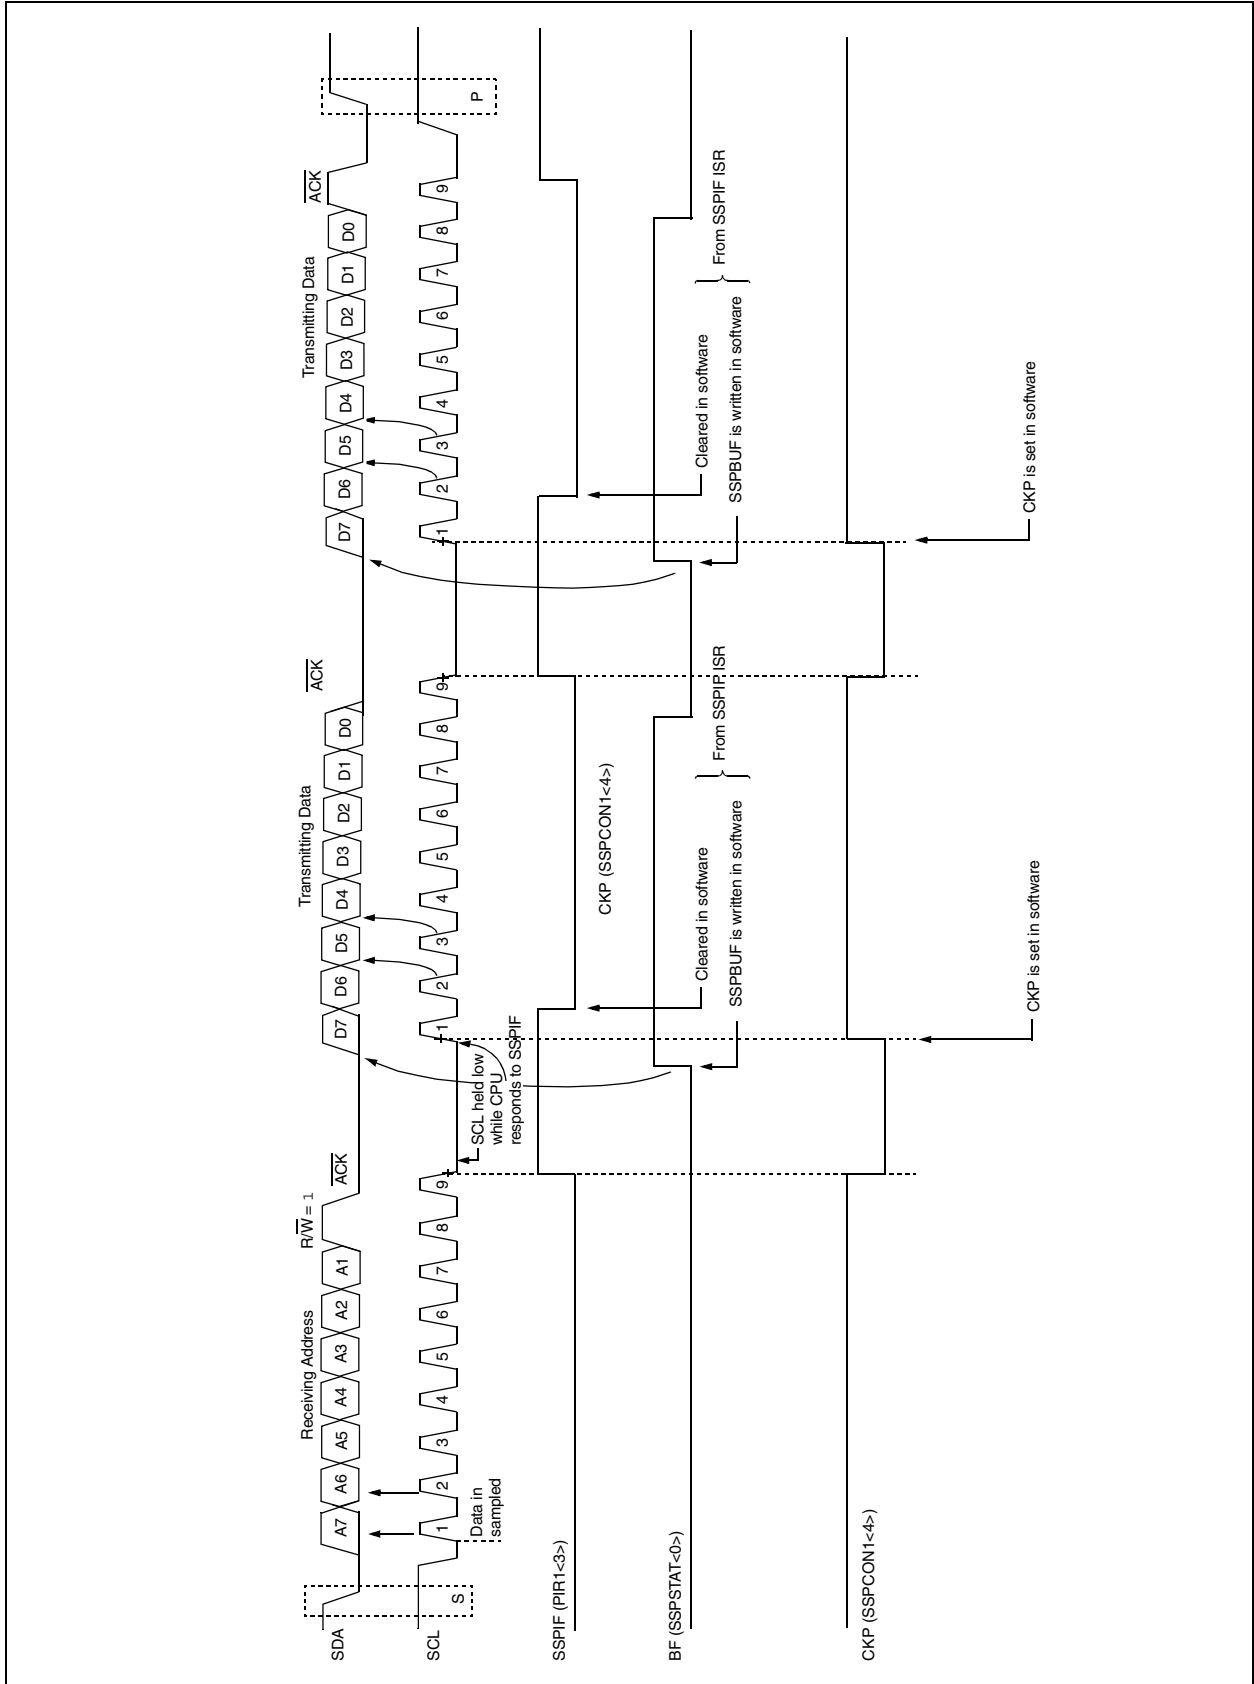 Receiving Address
R/W = 1
ACK
Transmitting Data
ACK
Transmitting Data
ACK
SDA
A7 A6 A5 A4 A3 A2 A1
D7 D6 D5 D4 D3 D2 D1 D0
D7 D6 D5 D4 D3 D2 D1 D0
SCL
1 2 3 4 5 6 7 8 9
1 2 3 4 5 6 7 8 9
1 2 3 4 5 6 7 8 9
S
P
Data in
sampled
SCL held low
while CPU
responds to SSPIF
SSPIF (PIR1<3>)
CKP (SSPCON1<4>)
BF (SSPSTAT<0>)
Cleared in software
SSPBUF is written in software
From SSPIF ISR
Cleared in software
SSPBUF is written in software
From SSPIF ISR
CKP (SSPCON1<4>)
CKP is set in software
CKP is set in software